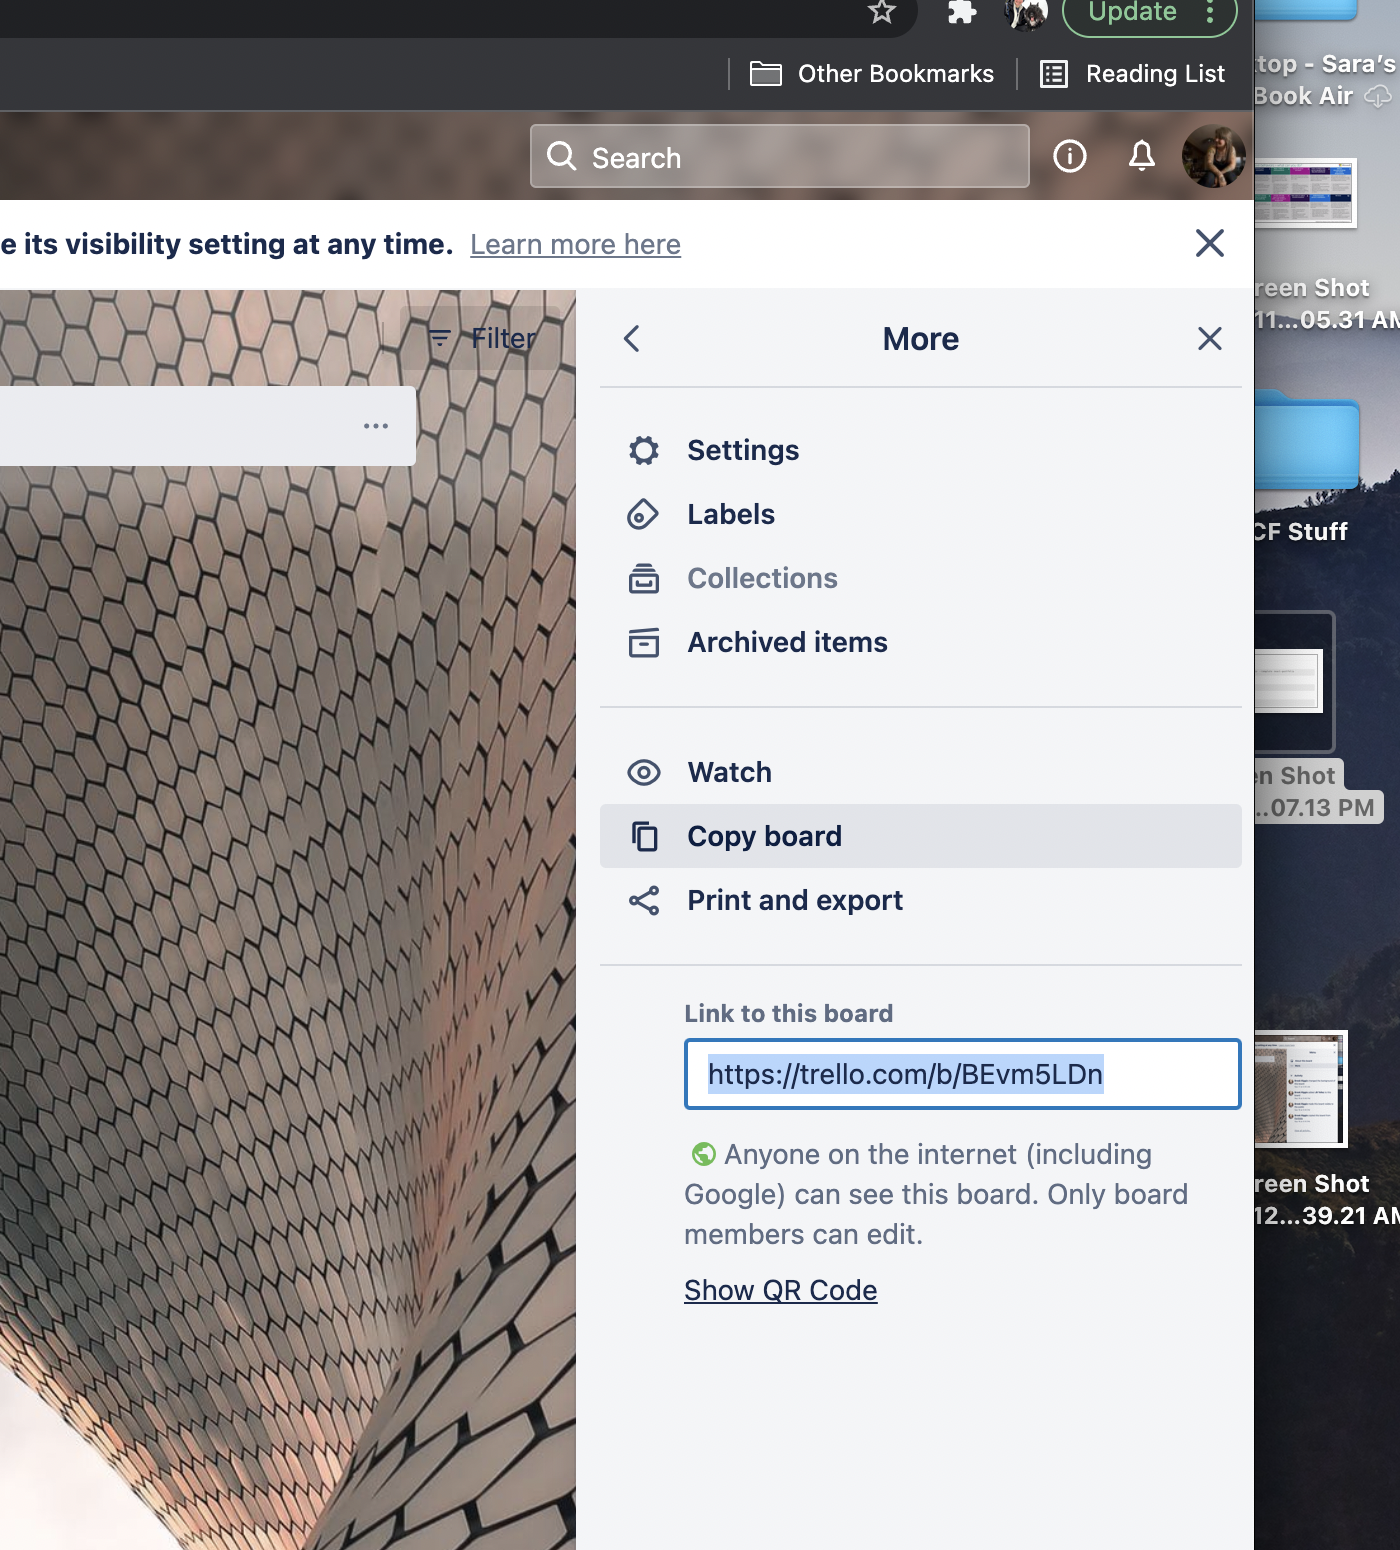 Update
Other Bookmarks
Reading List
Search
e its visibility setting at any time. Learn more here
Filter
More
Settings
Labels
Collections
Archived items
Watch
Copy board
Print and export
Link to this board
https://trello.com/b/BEvm5LDn
Anyone on the internet (including
Google) can see this board. Only board
members can edit.
Show QR Code
top - Sara’s
Book Air
reen Shot
11...05.31 AM
CF Stuff
en Shot
...07.13 PM
reen Shot
12...39.21 AM